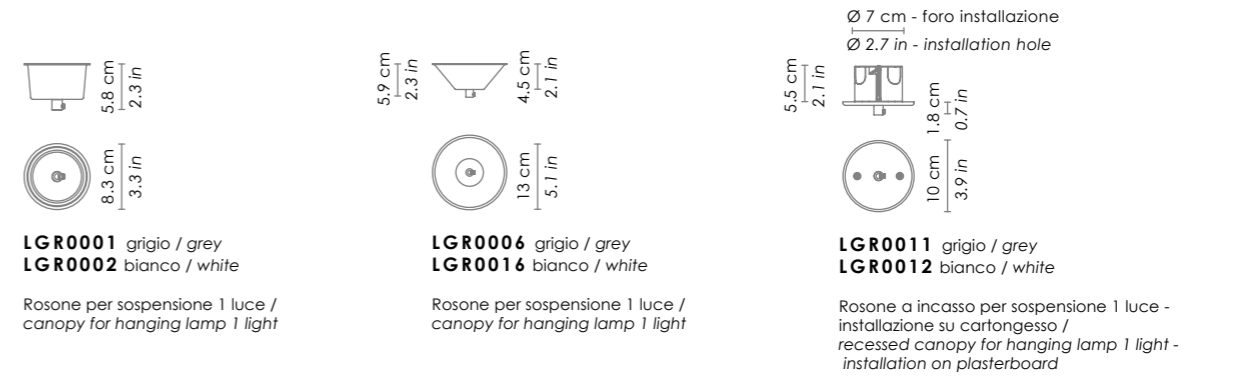 5.8 cm
2.3 in
8.3 cm
3.3 in
LGR0001 grigio / grey
LGR0002 bianco / white
Rosone per sospensione 1 luce /
canopy for hanging lamp 1 light
5.9 cm
2.3 in
4.5 cm
2.1 in
13 cm
5.1 in
LGR0006 grigio / grey
LGR0016 bianco / white
Rosone per sospensione 1 luce /
canopy for hanging lamp 1 light
Ø 7 cm - foro installazione
Ø 2.7 in - installation hole
5.5 cm
2.1 in
1.8 cm
0.7 in
10 cm
3.9 in
LGR0011 grigio / grey
LGR0012 bianco / white
Rosone a incasso per sospensione 1 luce -
installazione su cartongesso /
recessed canopy for hanging lamp 1 light -
installation on plasterboard